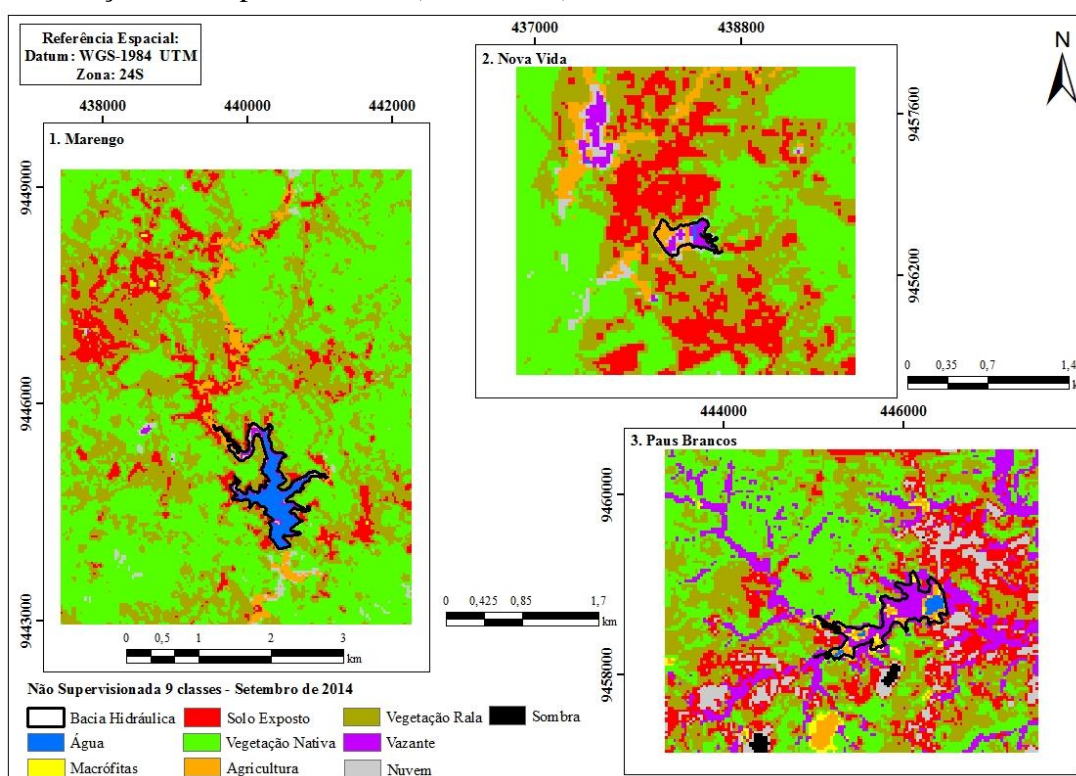 Referência Espacial:
Datum: WGS-1984 UTM
Zona: 24S
N
438000 440000 442000
1. Marengo
9449000
9446000
9443000
0 0,5 1 2 3
km
437000 438800
2. Nova Vida
9457600
9456200
0 0,35 0,7 1,4
444000 446000
3. Paus Brancos
9460000
9458000
0 0,425 0,85 1,7
km
Não Supervisionada 9 classes - Setembro de 2014
Bacia Hidráulica Solo Exposto Vegetação Rala Sombra
Água Vegetação Nativa Vazante
Macrófitas Agricultura Nuvem